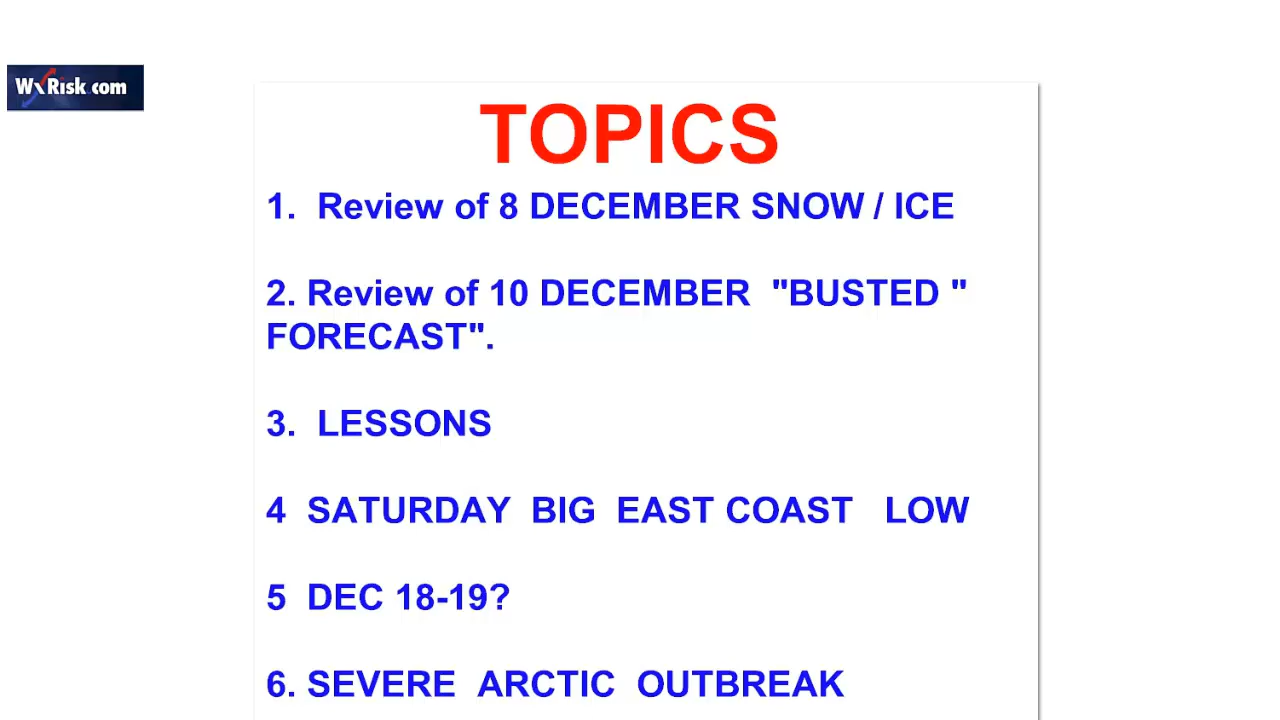 WxRisk.com
TOPICS
1. Review of 8 DECEMBER SNOW / ICE
2. Review of 10 DECEMBER "BUSTED "
FORECAST".
3. LESSONS
4 SATURDAY BIG EAST COAST LOW
5 DEC 18-19?
6. SEVERE ARCTIC OUTBREAK